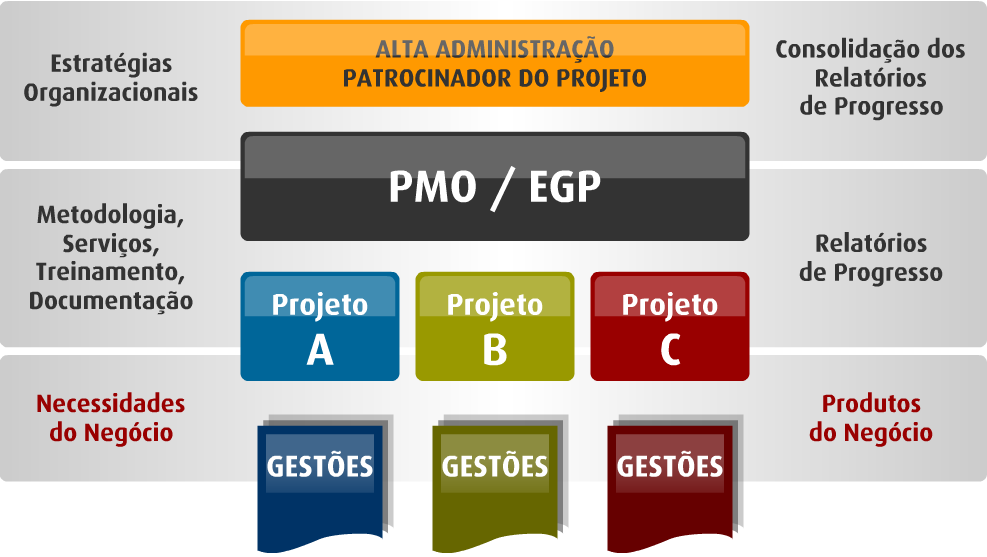 Estratégias
Organizacionais
ALTA ADMINISTRAÇÃO
PATROCINADOR DO PROJETO
Consolidação dos
Relatórios
de Progresso
PMO / EGP
Metodologia,
Serviços,
Treinamento,
Documentação
Relatórios
de Progresso
Projeto
A
Projeto
B
Projeto
C
Necessidades
do Negócio
Produtos
do Negócio
GESTÕES
GESTÕES
GESTÕES